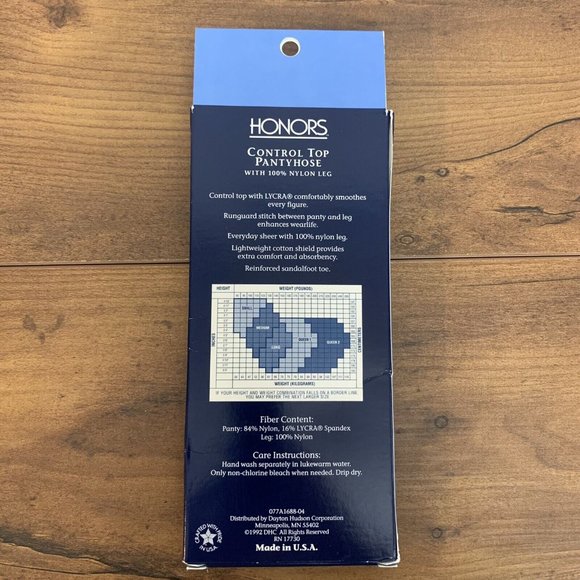 HONORS
CONTROL TOP
PANTYHOSE
WITH 100% NYLON LEG
Control top with LYCRA® comfortably smoothes
every figure.
Runguard stitch between panty and leg
enhances wearlife.
Everyday sheer with 100% nylon leg.
Lightweight cotton shield provides
extra comfort and absorbency.
Reinforced sandalfoot toe.
HEIGHT WEIGHT (POUNDS)
SMALL
MEDIUM
LONG
QUEEN 1
QUEEN 2
INCHES
CENTIMETERS
WEIGHT (KILOGRAMS)
IF YOUR HEIGHT AND WEIGHT COMBINATION FALLS ON A BORDER LINE
YOU MAY PREFER THE NEXT LARGER SIZE
Fiber Content:
Panty: 84% Nylon, 16% LYCRA® Spandex
Leg: 100% Nylon
Care Instructions:
Hand wash separately in lukewarm water.
Only non-chlorine bleach when needed. Drip dry.
077A1688-04
Distributed by Dayton Hudson Corporation
Minneapolis, MN 55402
©1992 DHC All Rights Reserved
RN 17730
Made in U.S.A.
CRAFTED WITH PRIDE
IN U.S.A.